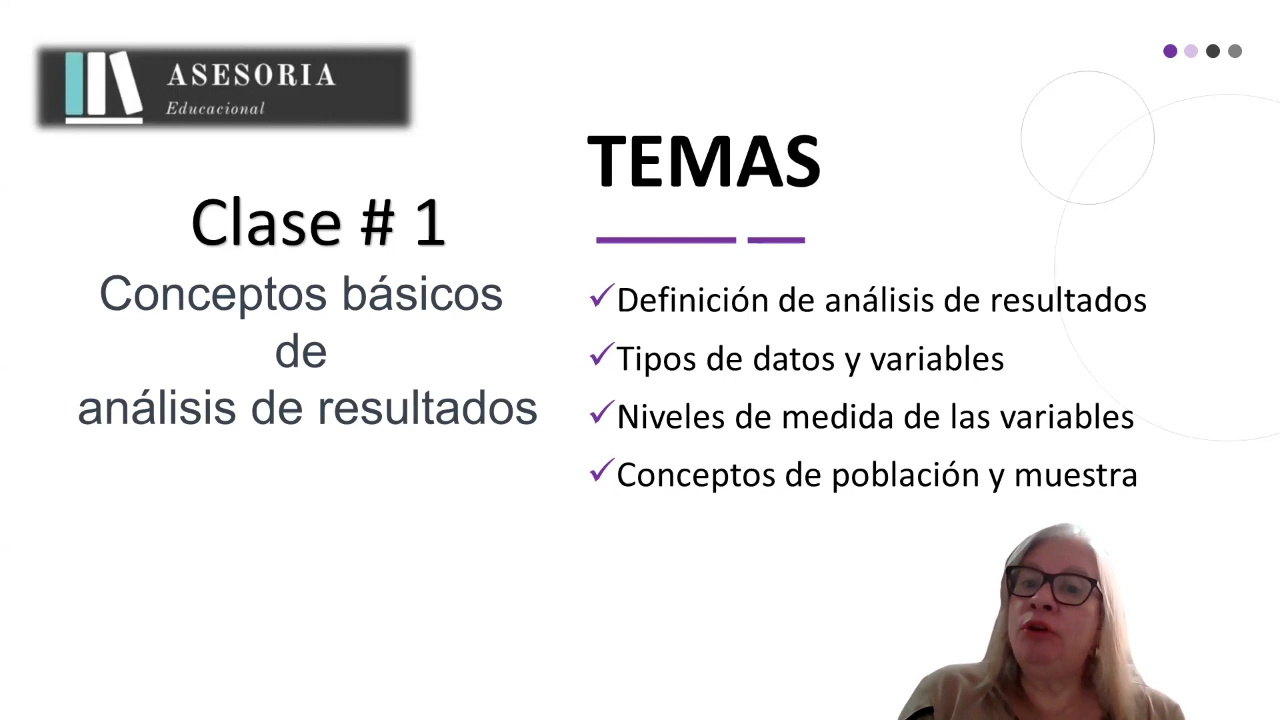 ASESORIA
Educacional
Clase # 1
Conceptos básicos
de
análisis de resultados
TEMAS
Definición de análisis de resultados
Tipos de datos y variables
Niveles de medida de las variables
Conceptos de población y muestra